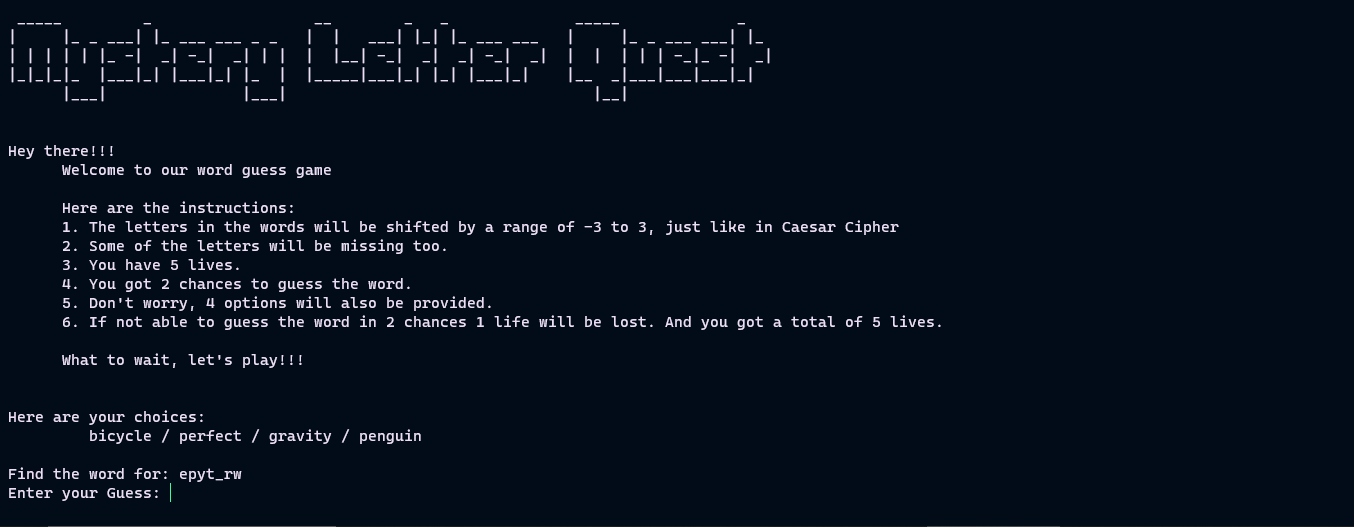 Mystery Letter Quest
Hey there!!!
Welcome to our word guess game
Here are the instructions:
1. The letters in the words will be shifted by a range of -3 to 3, just like in Caesar Cipher
2. Some of the letters will be missing too.
3. You have 5 lives.
4. You got 2 chances to guess the word.
5. Don't worry, 4 options will also be provided.
6. If not able to guess the word in 2 chances 1 life will be lost. And you got a total of 5 lives.
What to wait, let's play!!!
Here are your choices:
bicycle / perfect / gravity / penguin
Find the word for: epyt_rw
Enter your Guess: